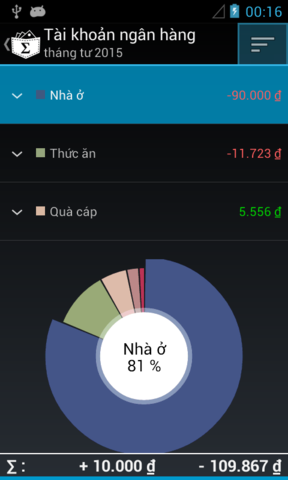 00:16
Tài khoản ngân hàng
tháng tư 2015
Nhà ở -90.000 ₫
Thức ăn -11.723 ₫
Quà cáp 5.556 ₫
Nhà ở
81 %
Σ : + 10.000 ₫ - 109.867 ₫